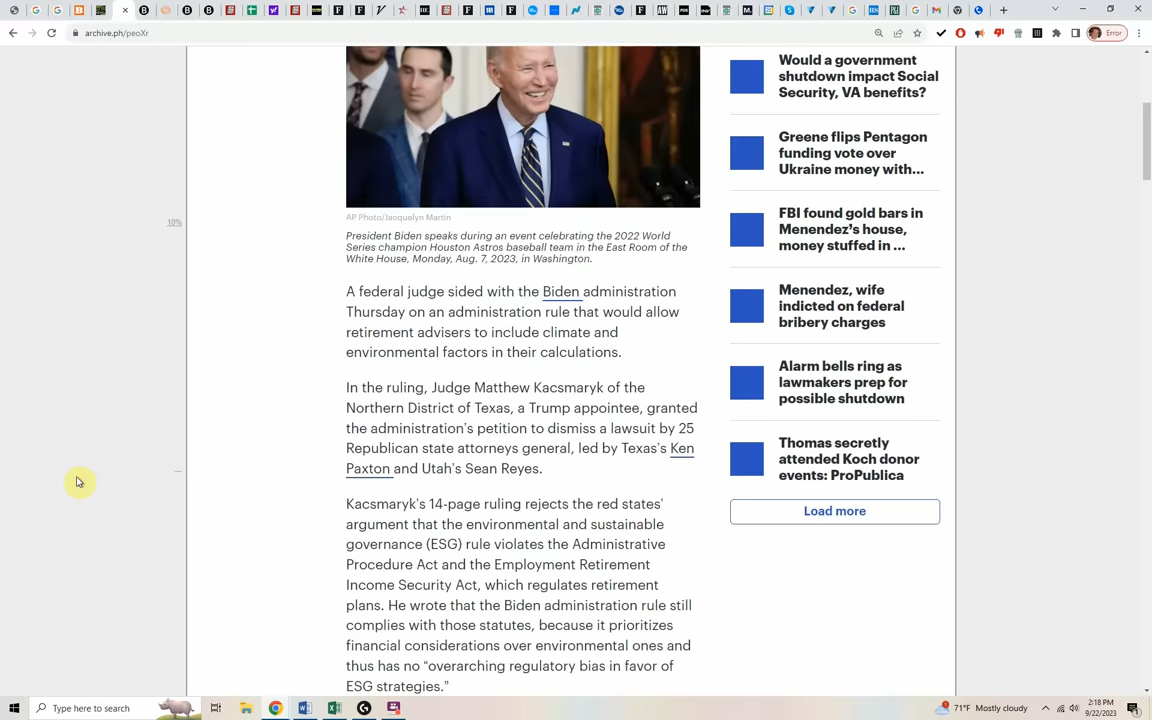 archive.ph/peoXr
Error
10%
AP Photo/Jacquelyn Martin
President Biden speaks during an event celebrating the 2022 World
Series champion Houston Astros baseball team in the East Room of the
White House, Monday, Aug. 7, 2023, in Washington.
A federal judge sided with the Biden administration
Thursday on an administration rule that would allow
retirement advisers to include climate and
environmental factors in their calculations.
In the ruling, Judge Matthew Kacsmaryk of the
Northern District of Texas, a Trump appointee, granted
the administration's petition to dismiss a lawsuit by 25
Republican state attorneys general, led by Texas's Ken
Paxton and Utah's Sean Reyes.
Kacsmaryk's 14-page ruling rejects the red states'
argument that the environmental and sustainable
governance (ESG) rule violates the Administrative
Procedure Act and the Employment Retirement
Income Security Act, which regulates retirement
plans. He wrote that the Biden administration rule still
complies with those statutes, because it prioritizes
financial considerations over environmental ones and
thus has no “overarching regulatory bias in favor of
ESG strategies.”
Would a government
shutdown impact Social
Security, VA benefits?
Greene flips Pentagon
funding vote over
Ukraine money with...
FBI found gold bars in
Menendez's house,
money stuffed in ...
Menendez, wife
indicted on federal
bribery charges
Alarm bells ring as
lawmakers prep for
possible shutdown
Thomas secretly
attended Koch donor
events: ProPublica
Load more
Type here to search
71°F Mostly cloudy
2:18 PM
9/22/2023